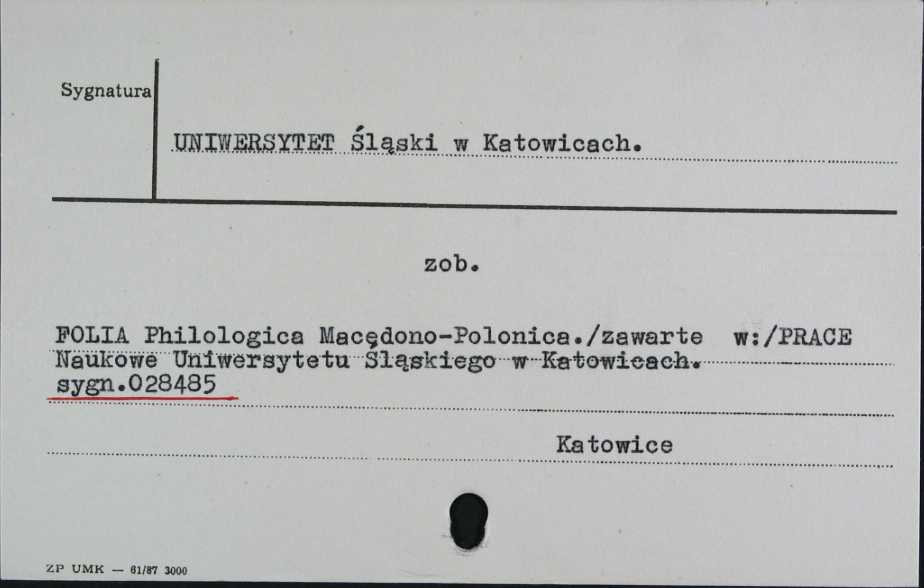 Sygnatura
UNIWERSYTET Śląski w Katowicach.
zob.
FOLIA Philologica Macedono-Polonica./zawarte w:/PRACE
Naukowe Uniwersytetu Śląskiego w Katowicach.
sygn.028485
Katowice
ZP UMK — 61/87 3000